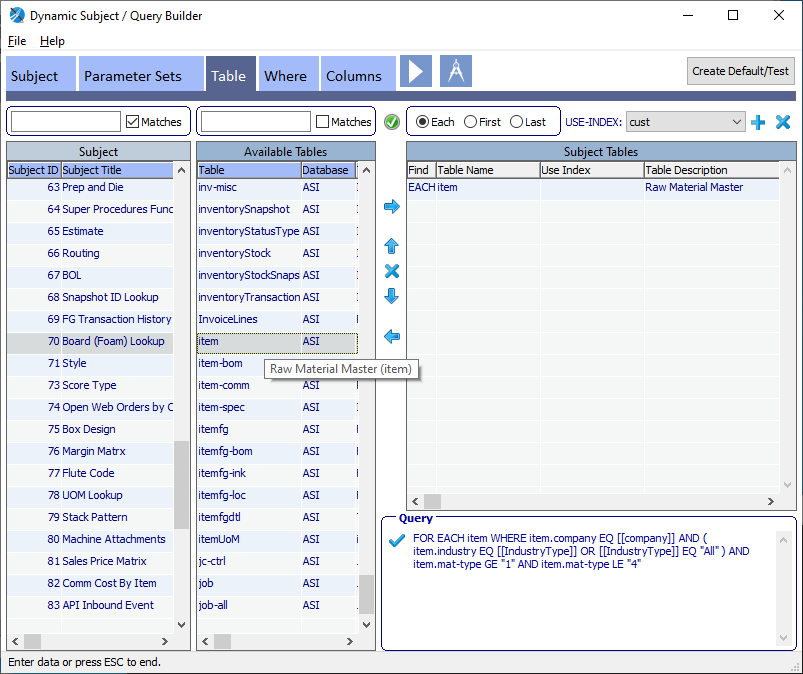 Dynamic Subject / Query Builder
File Help
Subject Parameter Sets Table Where Columns Create Default/Test
Matches Matches Each First Last USE-INDEX: cust
Subject
Subject ID Subject Title
63 Prep and Die
64 Super Procedures Func
65 Estimate
66 Routing
67 BOL
68 Snapshot ID Lookup
69 FG Transaction History
70 Board (Foam) Lookup
71 Style
73 Score Type
74 Open Web Orders by C
75 Box Design
76 Margin Matrx
77 Flute Code
78 UOM Lookup
79 Stack Pattern
80 Machine Attachments
81 Sales Price Matrix
82 Comm Cost By Item
83 API Inbound Event
Available Tables
Table Database
inv-misc ASI
inventorySnapshot ASI
inventoryStatusType ASI
inventoryStock ASI
inventoryStockSnaps ASI
inventoryTransaction ASI
InvoiceLines ASI
item ASI
item-bom
Raw Material Master (item)
item-comm ASI
item-spec ASI
itemfg ASI
itemfg-bom ASI
itemfg-ink ASI
itemfg-loc ASI
itemfgdtl ASI
itemUoM ASI
jc-ctrl ASI
job ASI
job-all ASI
Subject Tables
Find Table Name Use Index Table Description
EACH item Raw Material Master
Query
FOR EACH item WHERE item.company EQ [[company]] AND (
item.industry EQ [[IndustryType]] OR [[IndustryType]] EQ "All" ) AND
item.mat-type GE "1" AND item.mat-type LE "4"
Enter data or press ESC to end.